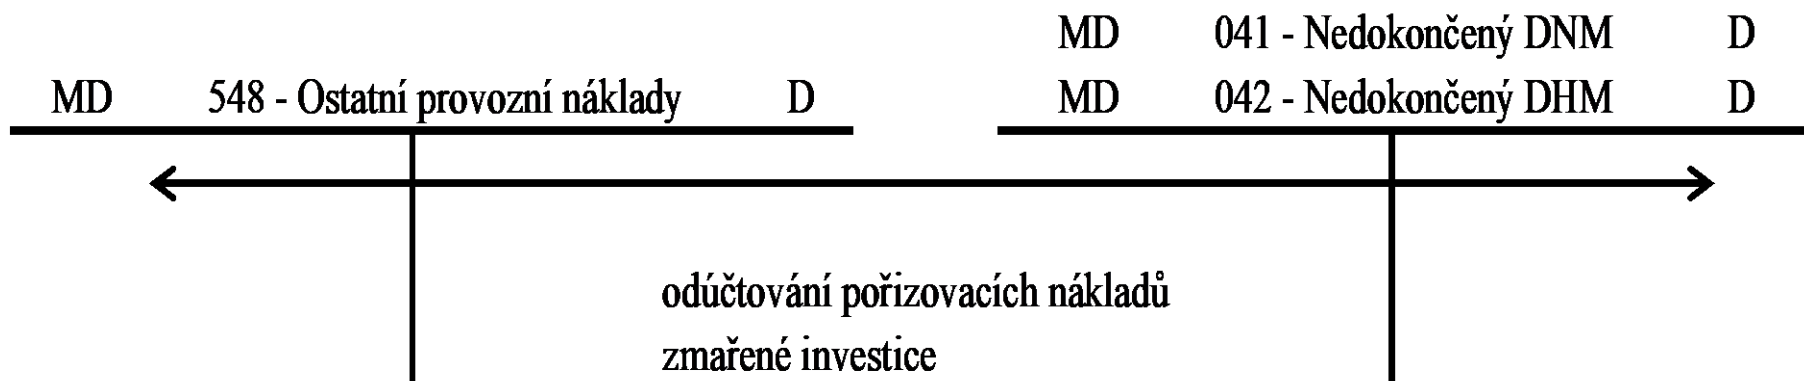 MD 041 - Nedokončený DNM D
MD 548 - Ostatní provozní náklady D MD 042 - Nedokončený DHM D
odúčtování pořizovacích nákladů
zmařené investice